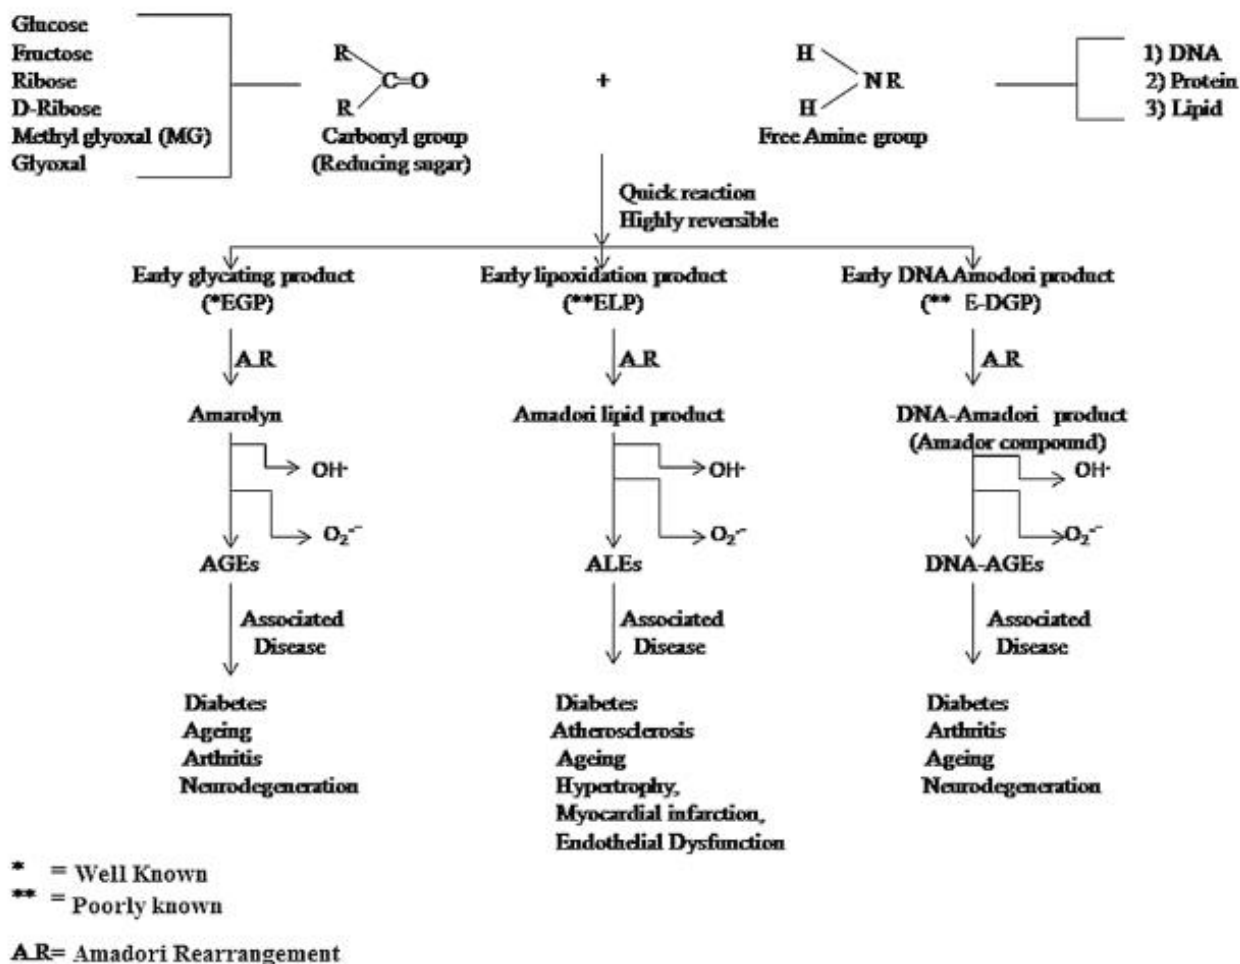 Glucose
Fructose
Ribose
D-Ribose
Methyl glyoxal (MG)
Glyoxal
R
C=O
R
Carbonyl group
(Reducing sugar)
+
H
NR
H
Free Amine group
1) DNA
2) Protein
3) Lipid
Quick reaction
Highly reversible
Early glycating product
(*EGP)
A.R
Amarolyn
OH·
O₂·⁻
AGEs
Associated
Disease
Diabetes
Ageing
Arthritis
Neurodegeneration
Early lipoxidation product
(**ELP)
A.R
Amadori lipid product
OH·
O₂·⁻
ALEs
Associated
Disease
Diabetes
Atherosclerosis
Ageing
Hypertrophy,
Myocardial infarction,
Endothelial Dysfunction
Early DNA Amodori product
(** E-DGP)
A.R
DNA-Amadori product
(Amador compound)
OH·
O₂·⁻
DNA-AGEs
Associated
Disease
Diabetes
Arthritis
Ageing
Neurodegeneration
* = Well Known
** = Poorly known
A.R= Amadori Rearrangement